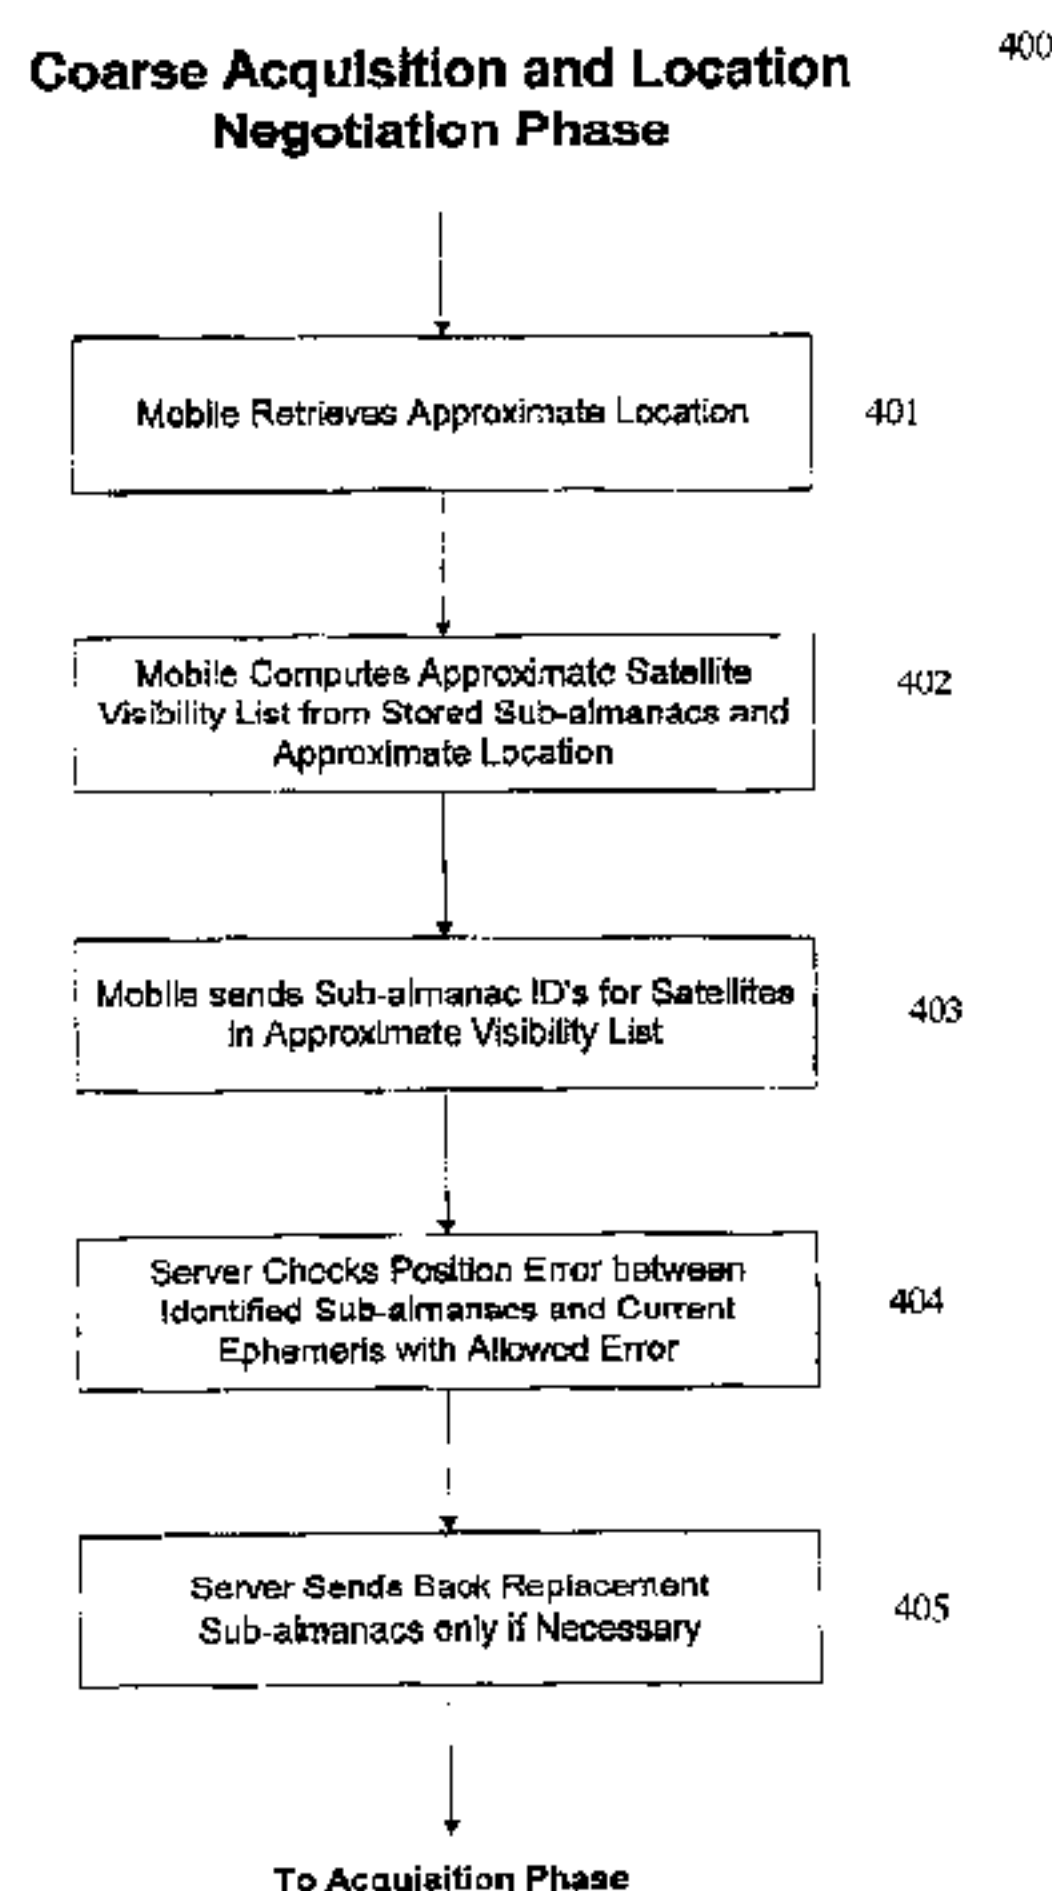 400
Coarse Acquisition and Location
Negotiation Phase
Mobile Retrieves Approximate Location
401
Mobile Computes Approximate Satellite
Visibility List from Stored Sub-almanacs and
Approximate Location
402
Mobile sends Sub-almanac ID's for Satellites
in Approximate Visibility List
403
Server Checks Position Error between
Identified Sub-almanacs and Current
Ephemeris with Allowed Error
404
Server Sends Back Replacement
Sub-almanacs only if Necessary
405
To Acquisition Phase